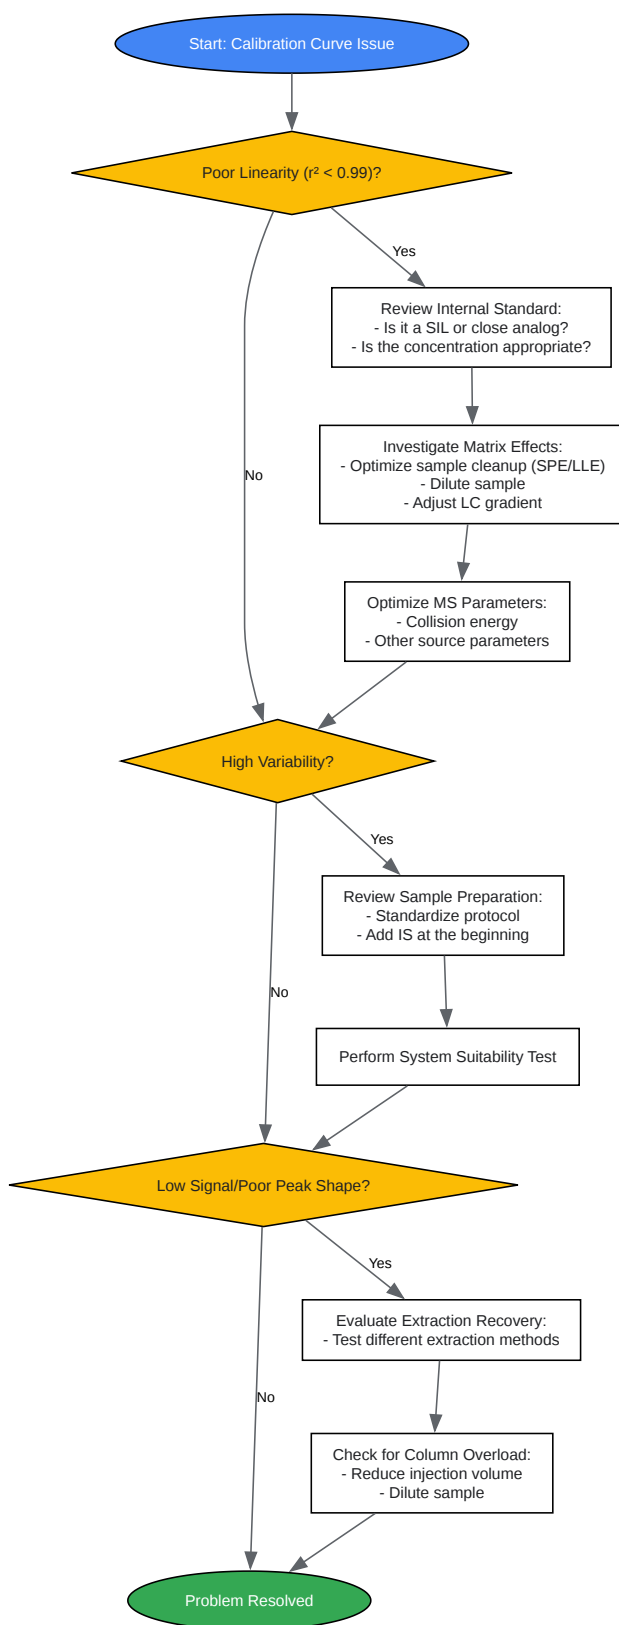 Start: Calibration Curve Issue
Poor Linearity (r² < 0.99)?
Yes
Review Internal Standard:
- Is it a SIL or close analog?
- Is the concentration appropriate?
Investigate Matrix Effects:
- Optimize sample cleanup (SPE/LLE)
- Dilute sample
- Adjust LC gradient
No
Optimize MS Parameters:
- Collision energy
- Other source parameters
High Variability?
Yes
Review Sample Preparation:
- Standardize protocol
- Add IS at the beginning
No
Perform System Suitability Test
Low Signal/Poor Peak Shape?
Yes
Evaluate Extraction Recovery:
- Test different extraction methods
No
Check for Column Overload:
- Reduce injection volume
- Dilute sample
Problem Resolved